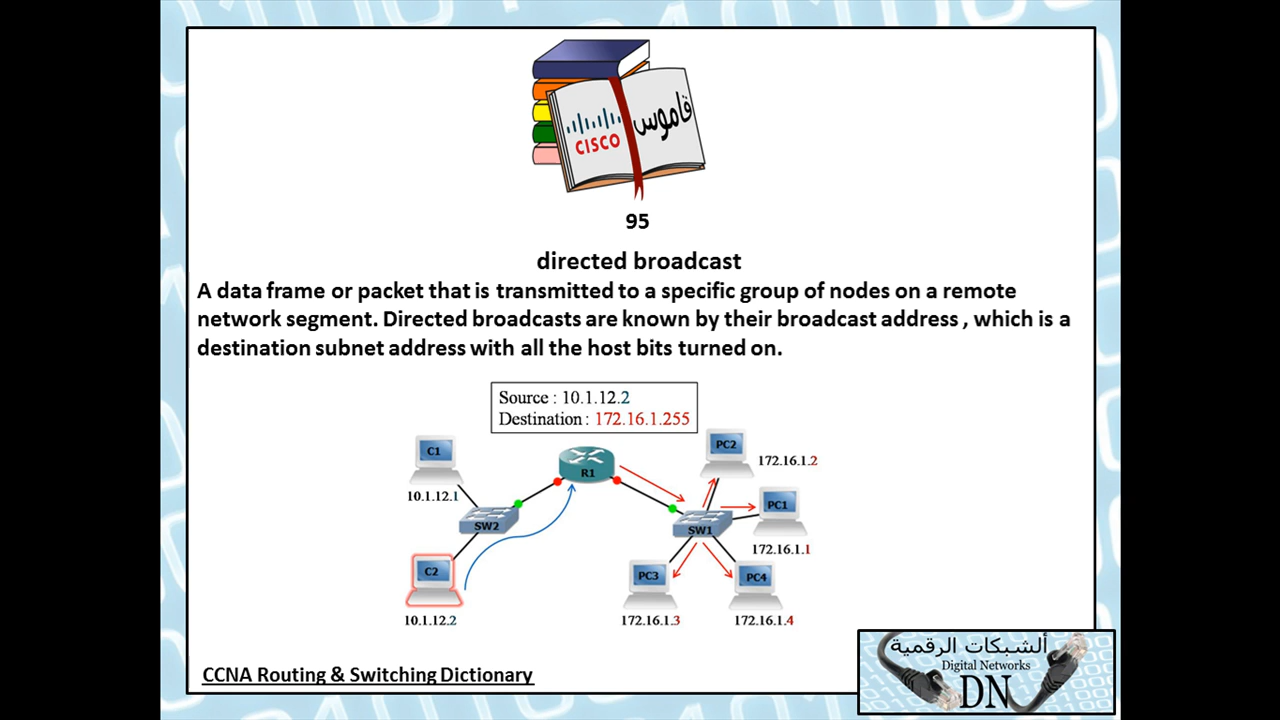 CISCO
قاموس
95
directed broadcast
A data frame or packet that is transmitted to a specific group of nodes on a remote
network segment. Directed broadcasts are known by their broadcast address , which is a
destination subnet address with all the host bits turned on.
Source : 10.1.12.2
Destination : 172.16.1.255
C1
10.1.12.1
R1
PC2
172.16.1.2
SW2
SW1
PC1
172.16.1.1
C2
10.1.12.2
PC3
172.16.1.3
PC4
172.16.1.4
CCNA Routing & Switching Dictionary
ألشبكات الرقمية
Digital Networks
DN